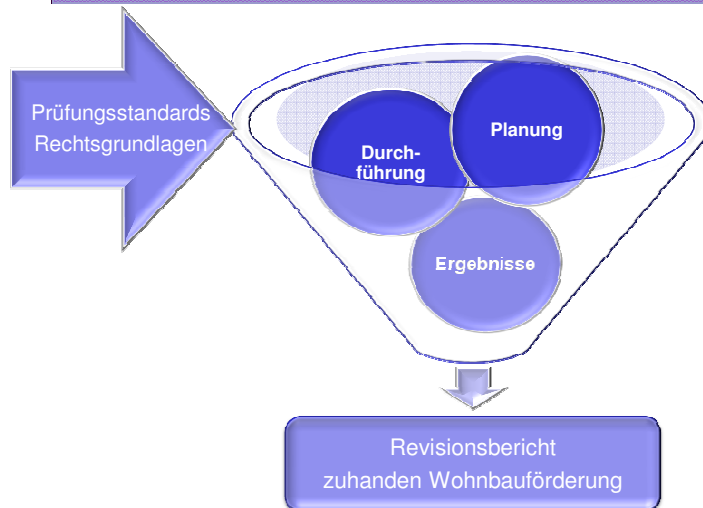 Prüfungsstandards
Rechtsgrundlagen
Planung
Durch-
führung
Ergebnisse
Revisionsbericht
zuhanden Wohnbauförderung